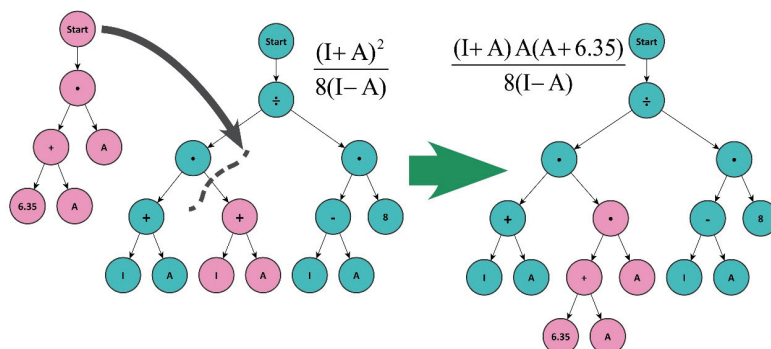 Start
Start
(I+A)²
8(I−A)
(I+A)A(A+6.35)
8(I−A)
Start
•
÷
÷
+
A
•
•
•
•
6.35
A
+
+
-
8
+
•
-
8
I
A
I
A
I
A
I
A
+
A
I
A
6.35
A